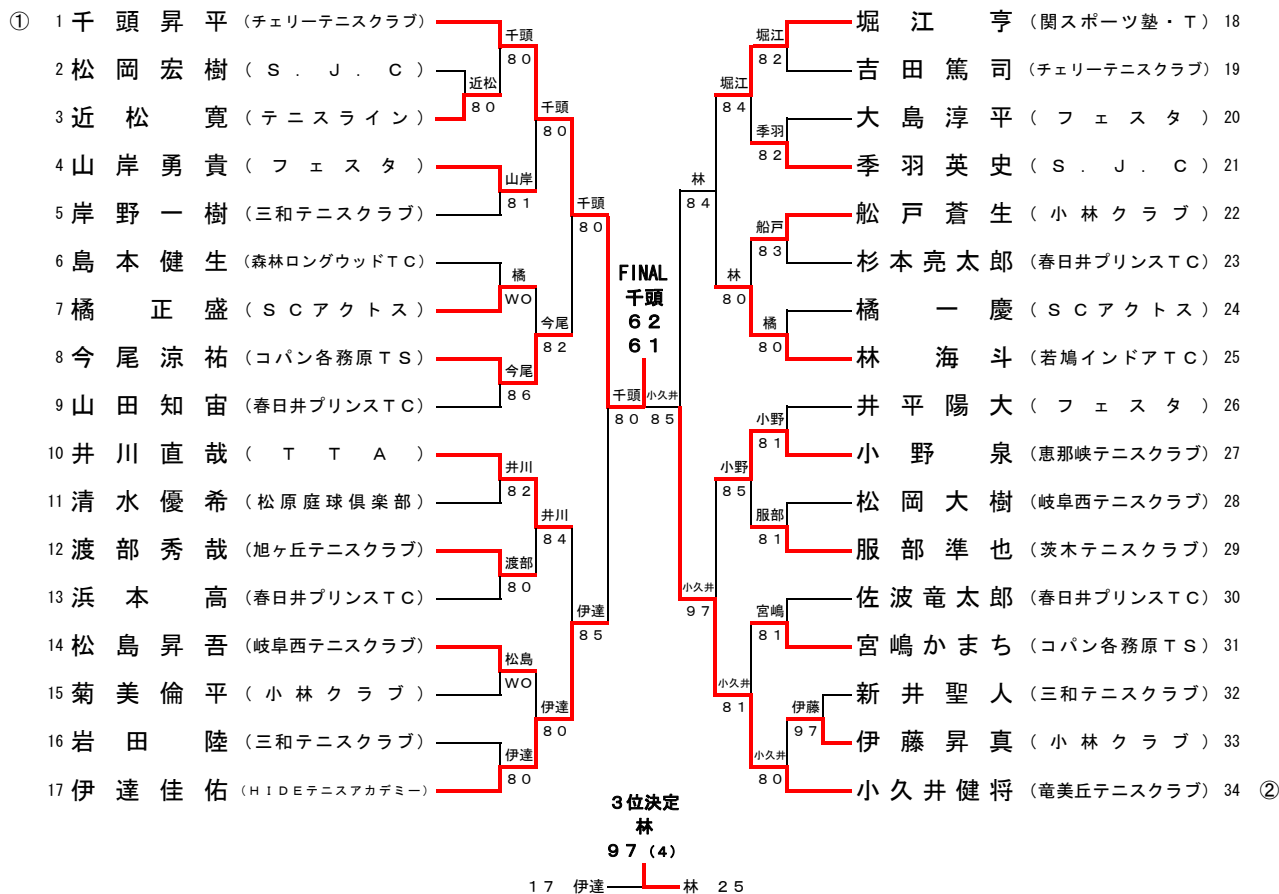 ① 1 千頭昇平 (チェリーテニスクラブ)
2 松岡宏樹 (S.J.C)
3 近松寛 (テニスライン)
4 山岸勇貴 (フェスタ)
5 岸野一樹 (三和テニスクラブ)
6 島本健生 (森林ロングウッドTC)
7 橘正盛 (SCアクトス)
8 今尾涼祐 (コパン各務原TS)
9 山田知宙 (春日井プリンスTC)
10 井川直哉 (TTA)
11 清水優希 (松原庭球倶楽部)
12 渡部秀哉 (旭ヶ丘テニスクラブ)
13 浜本高 (春日井プリンスTC)
14 松島昇吾 (岐阜西テニスクラブ)
15 菊美倫平 (小林クラブ)
16 岩田陸 (三和テニスクラブ)
17 伊達佳佑 (HIDEテニスアカデミー)
近松
80
千頭
80
山岸
81
橘
WO
今尾
86
井川
82
渡部
80
松島
WO
伊達
80
千頭
80
今尾
82
井川
84
伊達
80
千頭
80
伊達
85
千頭
80
FINAL
千頭
62
61
小久井
85
林
84
小久井
97
堀江
84
林
80
小野
85
小久井
81
堀江
82
季羽
82
船戸
83
橘
80
小野
81
服部
81
宮嶋
81
伊藤
97
小久井
80
堀江亨 (関スポーツ塾・T) 18
吉田篤司 (チェリーテニスクラブ) 19
大島淳平 (フェスタ) 20
季羽英史 (S.J.C) 21
舩戸蒼生 (小林クラブ) 22
杉本亮太郎 (春日井プリンスTC) 23
橘一慶 (SCアクトス) 24
林海斗 (若鳩インドアTC) 25
井平陽大 (フェスタ) 26
小野泉 (恵那峡テニスクラブ) 27
松岡大樹 (岐阜西テニスクラブ) 28
服部準也 (茨木テニスクラブ) 29
佐波竜太郎 (春日井プリンスTC) 30
宮嶋かまち (コパン各務原TS) 31
新井聖人 (三和テニスクラブ) 32
伊藤昇真 (小林クラブ) 33
小久井健将 (竜美丘テニスクラブ) 34 ②
3位決定
林
97(4)
17 伊達 林 25